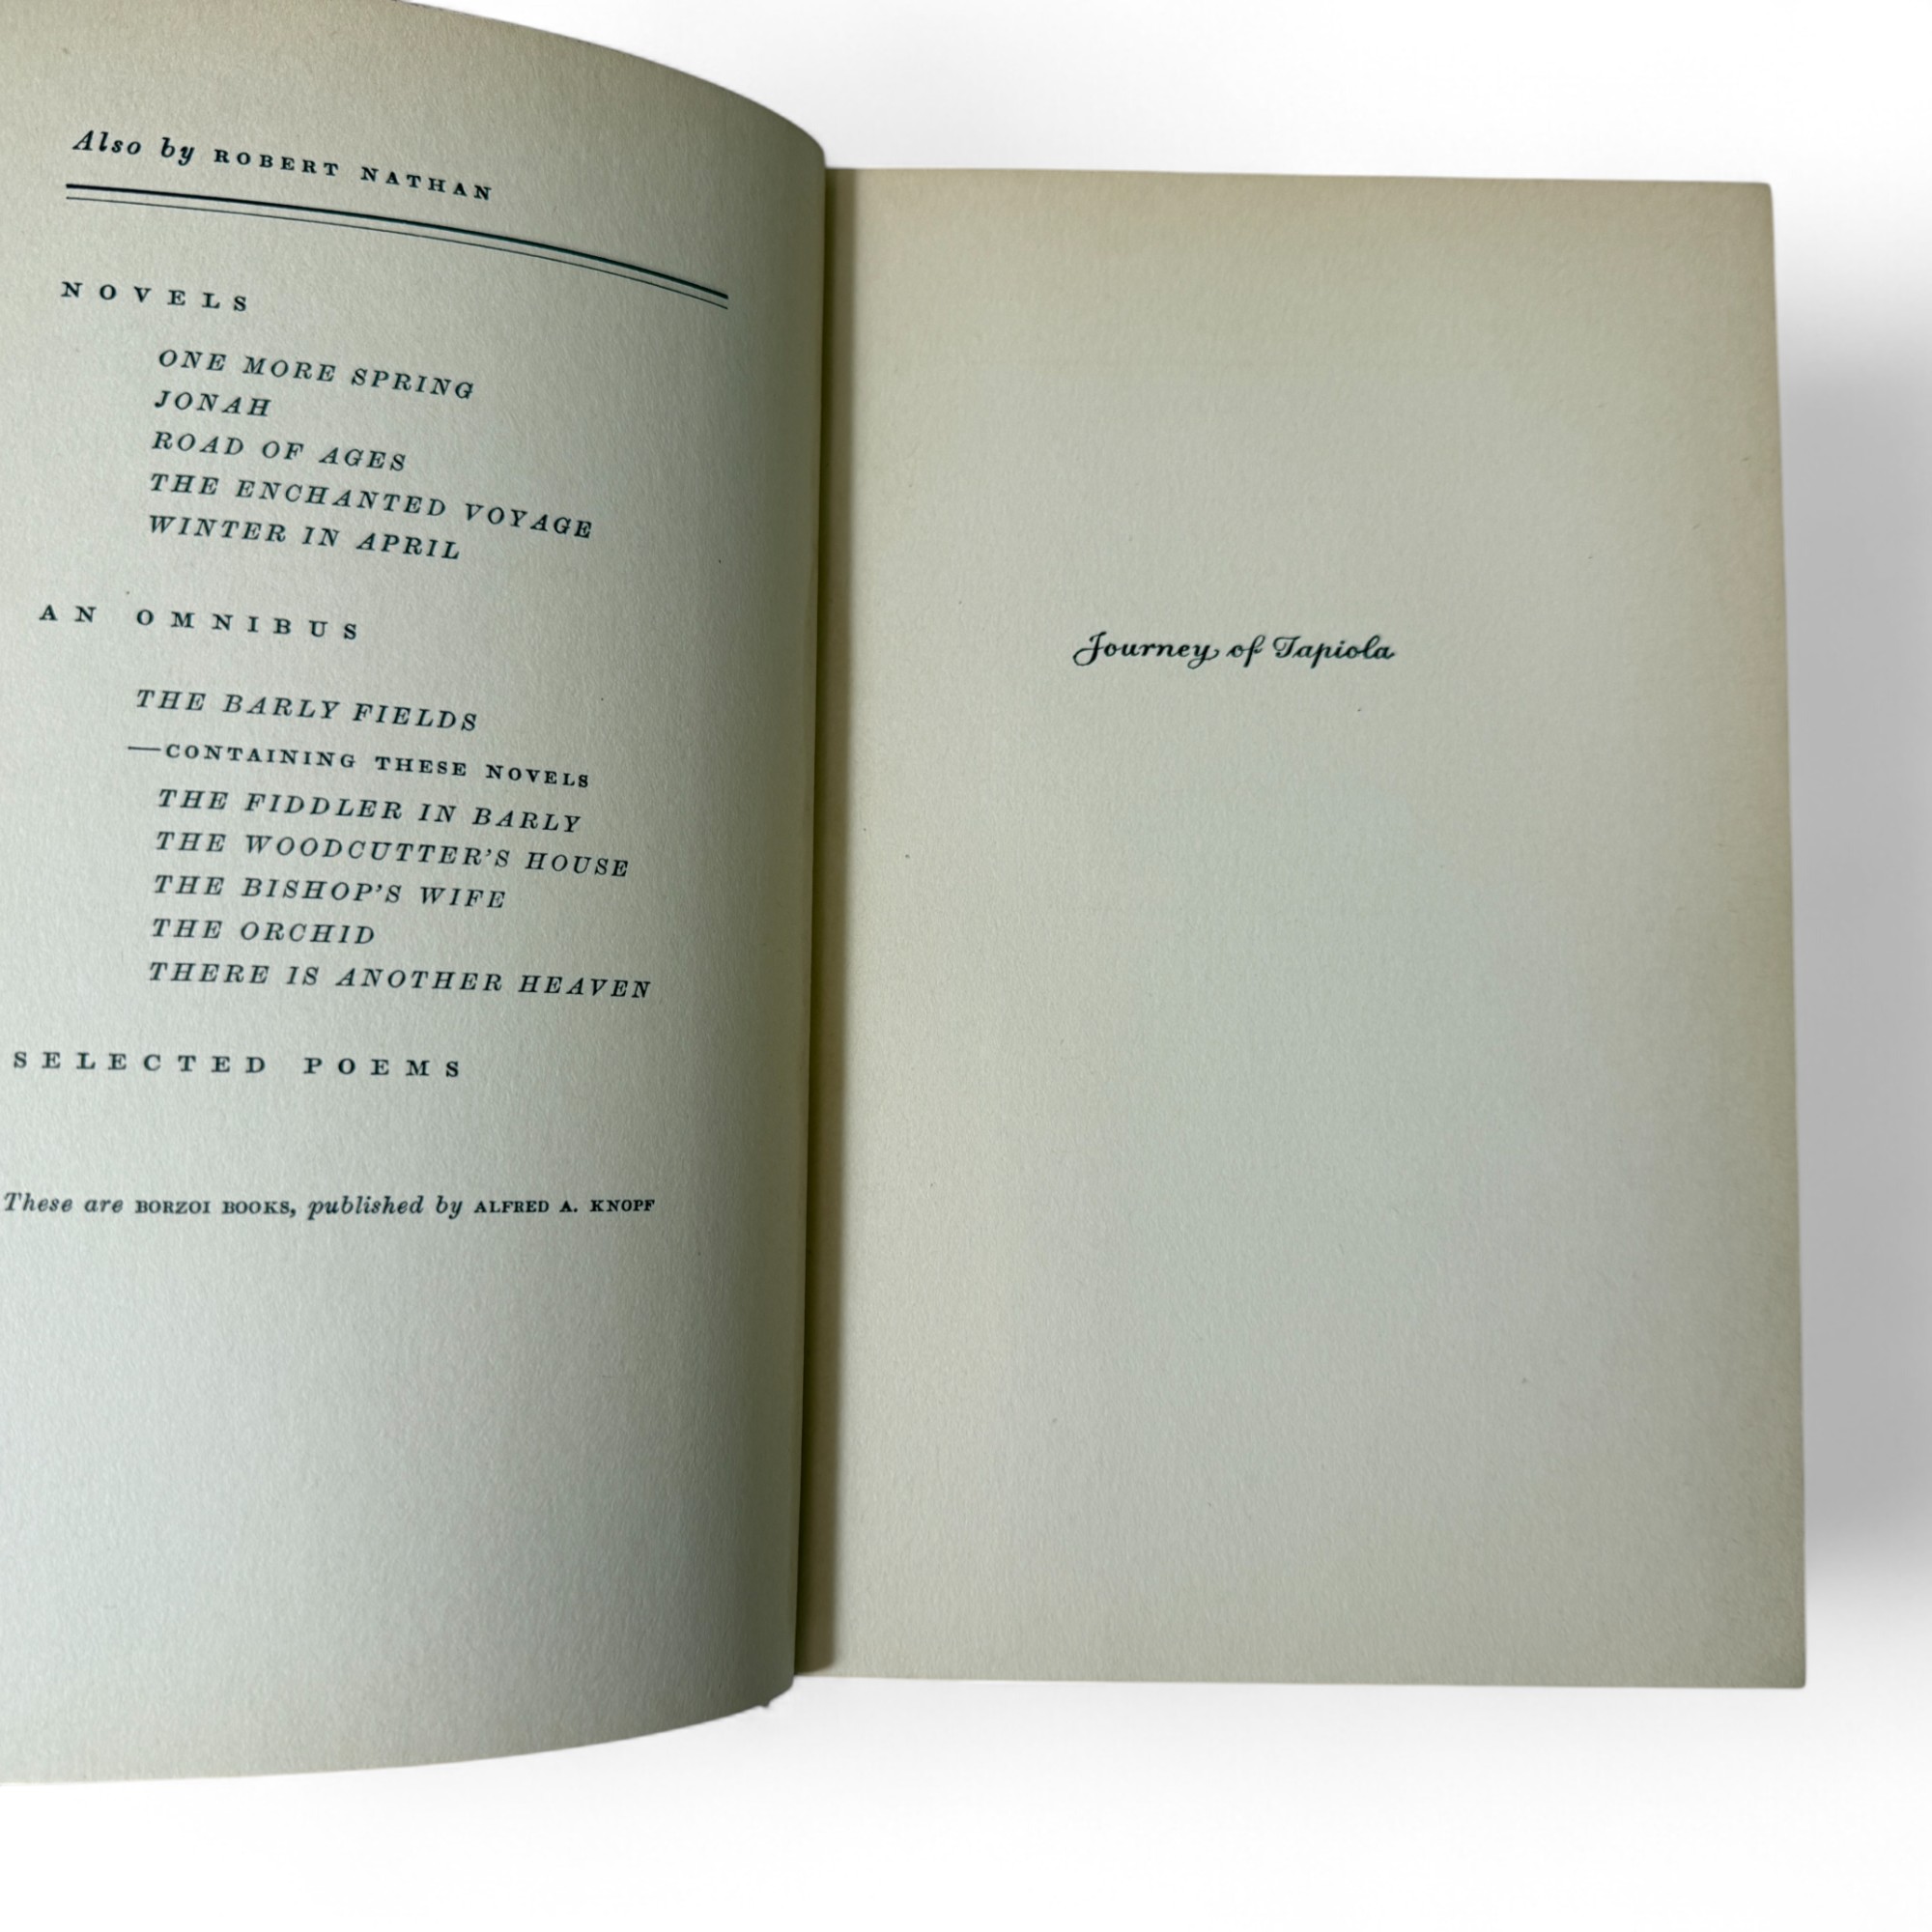 Also by ROBERT NATHAN
NOVELS
ONE MORE SPRING
JONAH
ROAD OF AGES
THE ENCHANTED VOYAGE
WINTER IN APRIL
AN OMNIBUS
THE BARLY FIELDS
—CONTAINING THESE NOVELS
THE FIDDLER IN BARLY
THE WOODCUTTER'S HOUSE
THE BISHOP'S WIFE
THE ORCHID
THERE IS ANOTHER HEAVEN
SELECTED POEMS
These are BORZOI BOOKS, published by ALFRED A. KNOPF
Journey of Tapiola